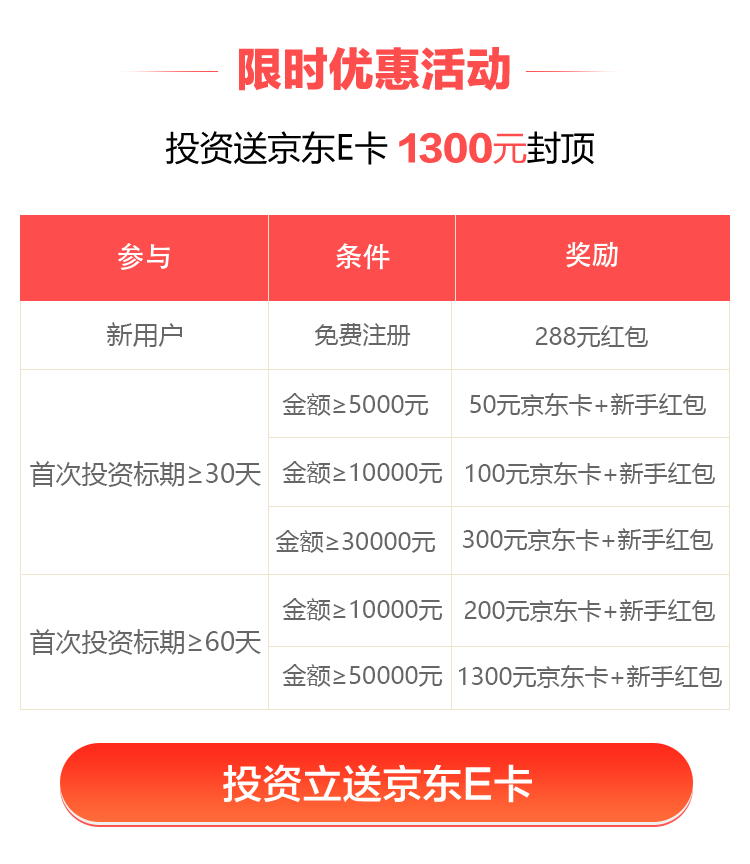 限时优惠活动
投资送京东E卡 1300元封顶
参与 条件 奖励
新用户 免费注册 288元红包
首次投资标期≥30天 金额≥5000元 50元京东卡+新手红包
金额≥10000元 100元京东卡+新手红包
金额≥30000元 300元京东卡+新手红包
首次投资标期≥60天 金额≥10000元 200元京东卡+新手红包
金额≥50000元 1300元京东卡+新手红包
投资立送京东E卡